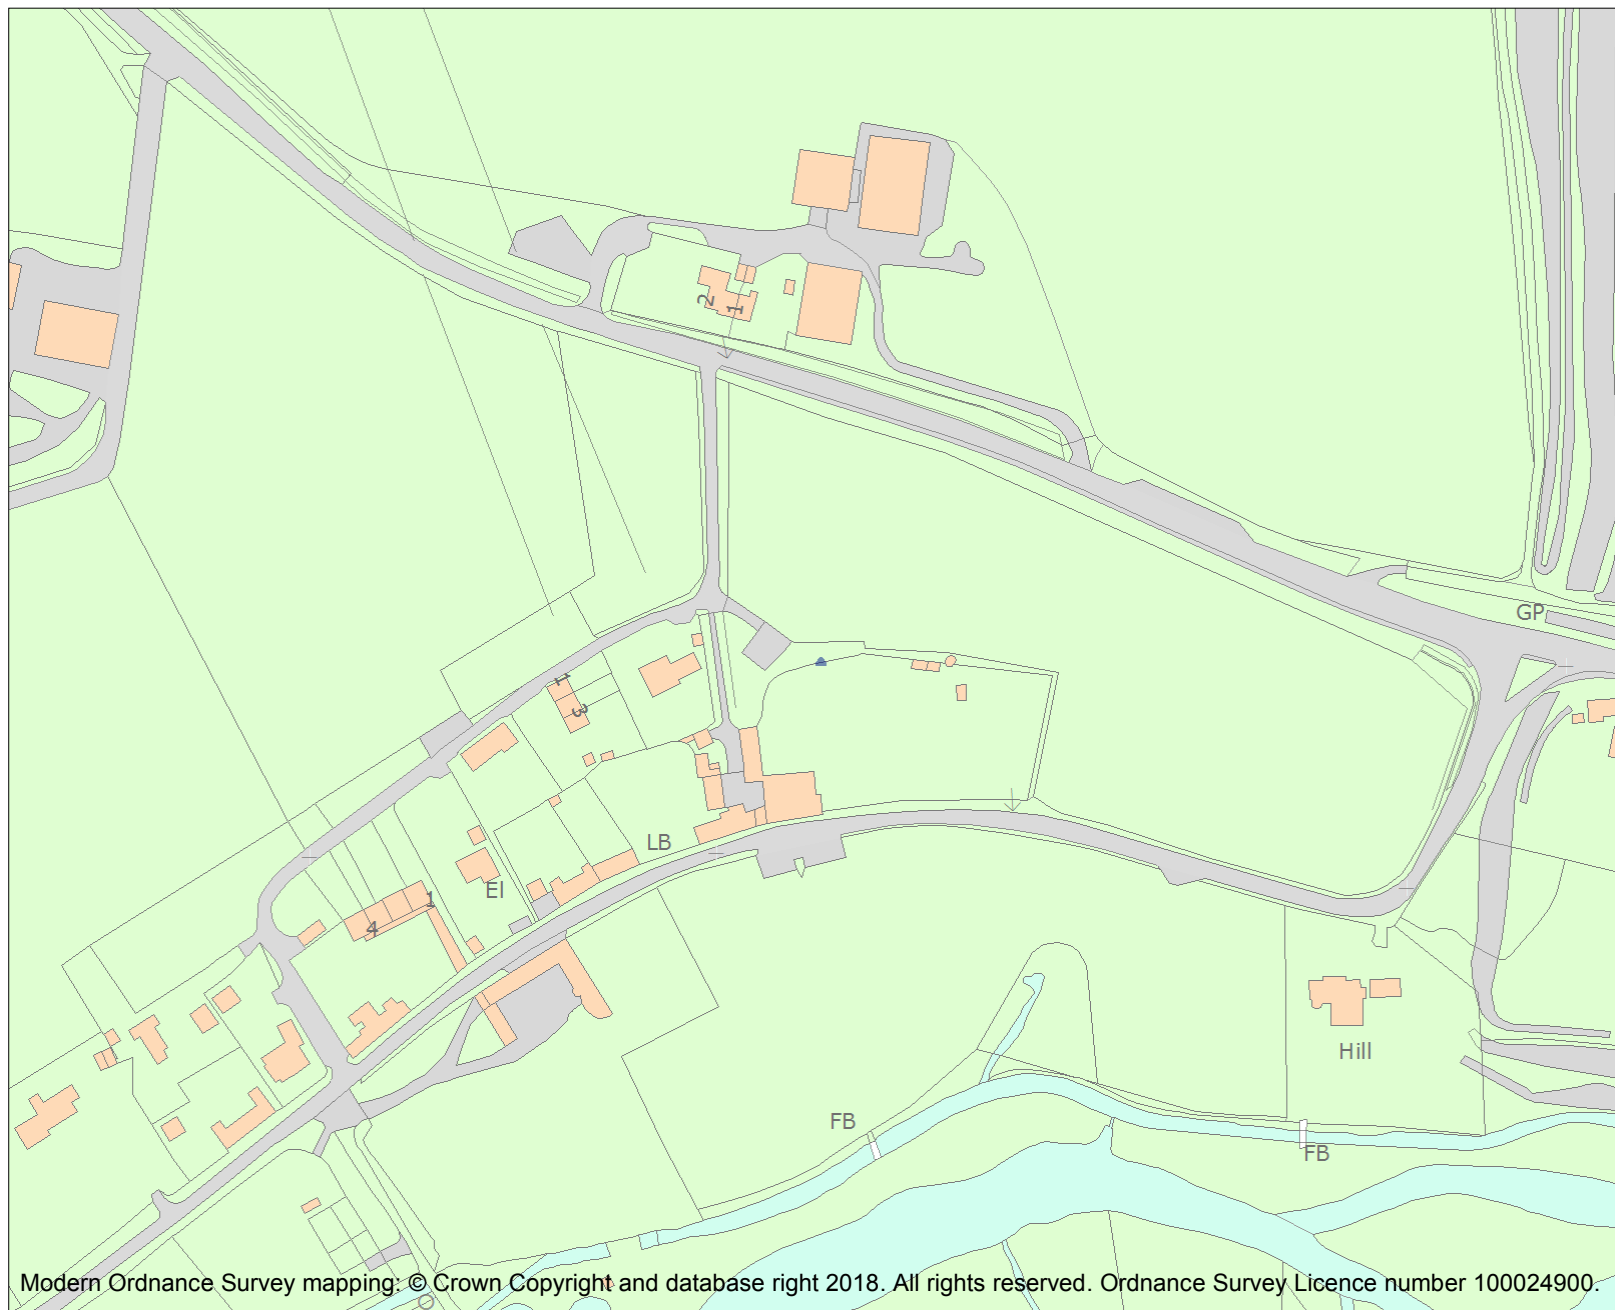 2
1
GP
1
3
LB
El
1
4
Hill
FB
FB
Modern Ordnance Survey mapping: © Crown Copyright and database right 2018. All rights reserved. Ordnance Survey Licence number 100024900.